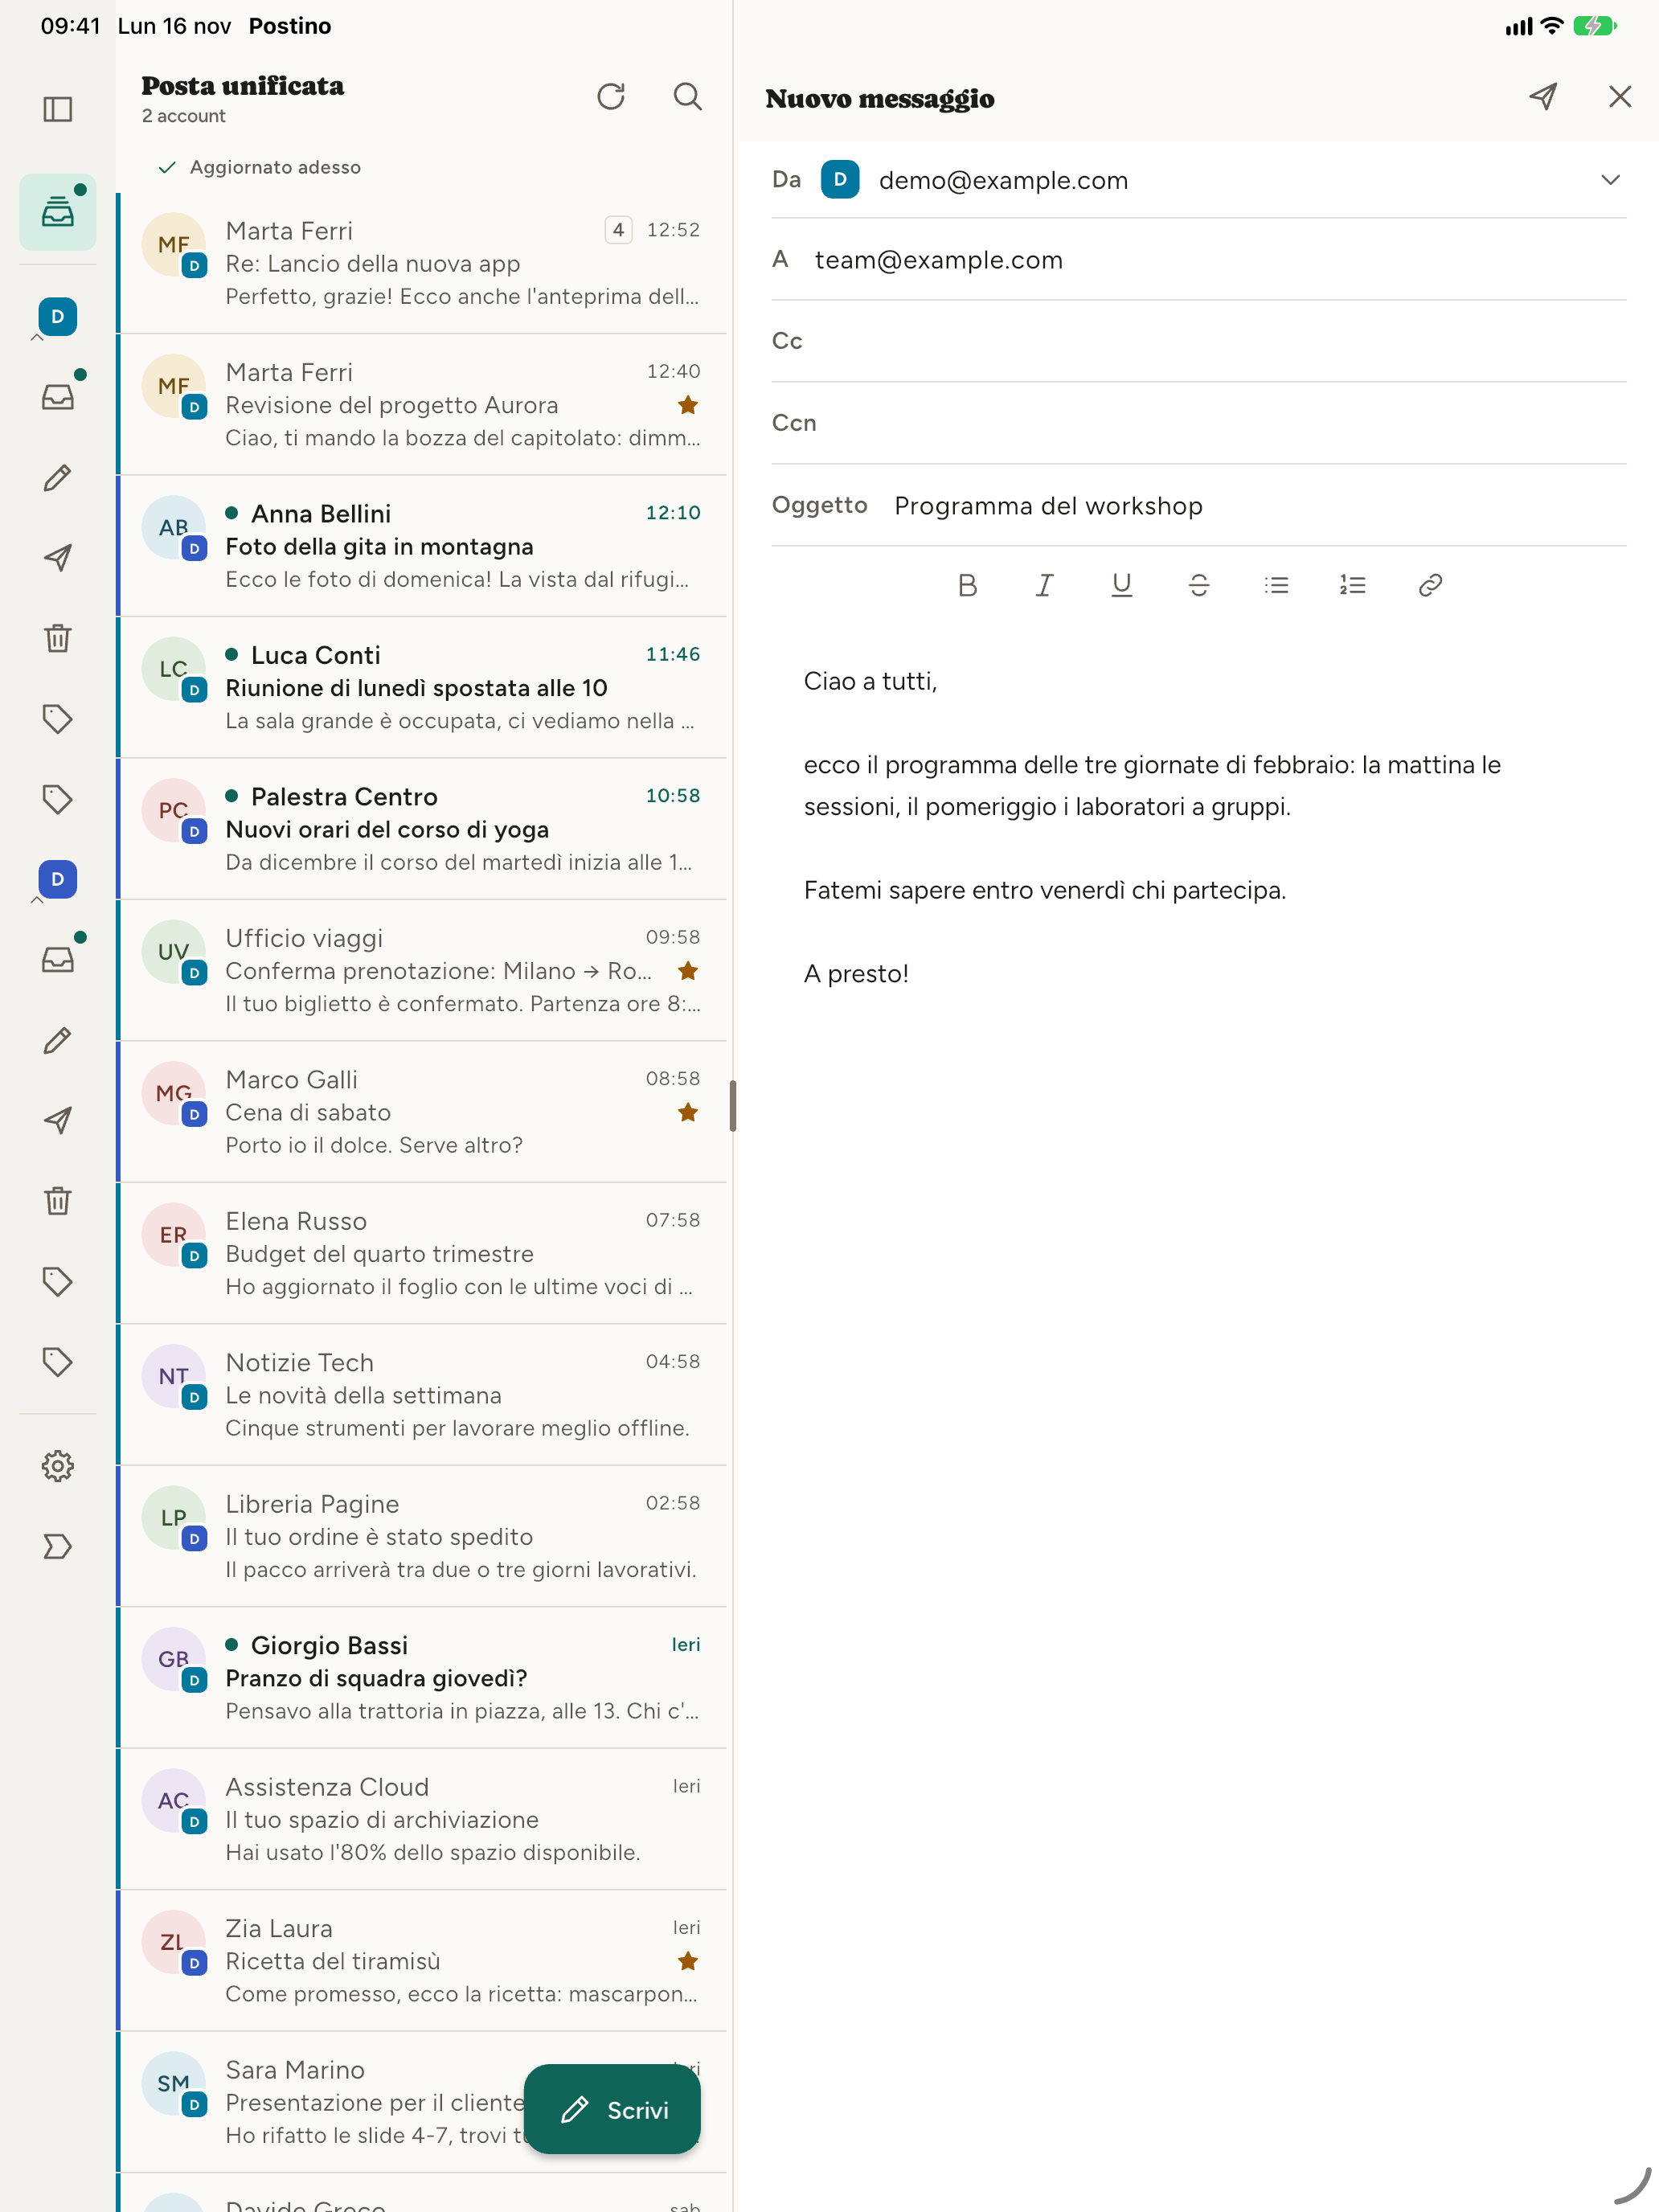 09:41 Lun 16 nov Postino
Posta unificata
2 account
Aggiornato adesso
D
D
MF
D
Marta Ferri
4
12:52
Re: Lancio della nuova app
Perfetto, grazie! Ecco anche l'anteprima dell...
MF
D
Marta Ferri
12:40
Revisione del progetto Aurora
Ciao, ti mando la bozza del capitolato: dimm...
AB
D
Anna Bellini
12:10
Foto della gita in montagna
Ecco le foto di domenica! La vista dal rifugi...
LC
D
Luca Conti
11:46
Riunione di lunedì spostata alle 10
La sala grande è occupata, ci vediamo nella ...
PC
D
Palestra Centro
10:58
Nuovi orari del corso di yoga
Da dicembre il corso del martedì inizia alle 1...
UV
D
Ufficio viaggi
09:58
Conferma prenotazione: Milano → Ro...
Il tuo biglietto è confermato. Partenza ore 8:...
MG
D
Marco Galli
08:58
Cena di sabato
Porto io il dolce. Serve altro?
ER
D
Elena Russo
07:58
Budget del quarto trimestre
Ho aggiornato il foglio con le ultime voci di ...
NT
D
Notizie Tech
04:58
Le novità della settimana
Cinque strumenti per lavorare meglio offline.
LP
D
Libreria Pagine
02:58
Il tuo ordine è stato spedito
Il pacco arriverà tra due o tre giorni lavorativi.
GB
D
Giorgio Bassi
Ieri
Pranzo di squadra giovedì?
Pensavo alla trattoria in piazza, alle 13. Chi c'...
AC
D
Assistenza Cloud
Ieri
Il tuo spazio di archiviazione
Hai usato l'80% dello spazio disponibile.
ZL
D
Zia Laura
Ieri
Ricetta del tiramisù
Come promesso, ecco la ricetta: mascarpon...
SM
D
Sara Marino
Presentazione per il cliente
Ho rifatto le slide 4-7, trovi
Scrivi
Davide Greco
sab
Nuovo messaggio
Da D demo@example.com
A team@example.com
Cc
Ccn
Oggetto Programma del workshop
Ciao a tutti,
ecco il programma delle tre giornate di febbraio: la mattina le
sessioni, il pomeriggio i laboratori a gruppi.
Fatemi sapere entro venerdì chi partecipa.
A presto!